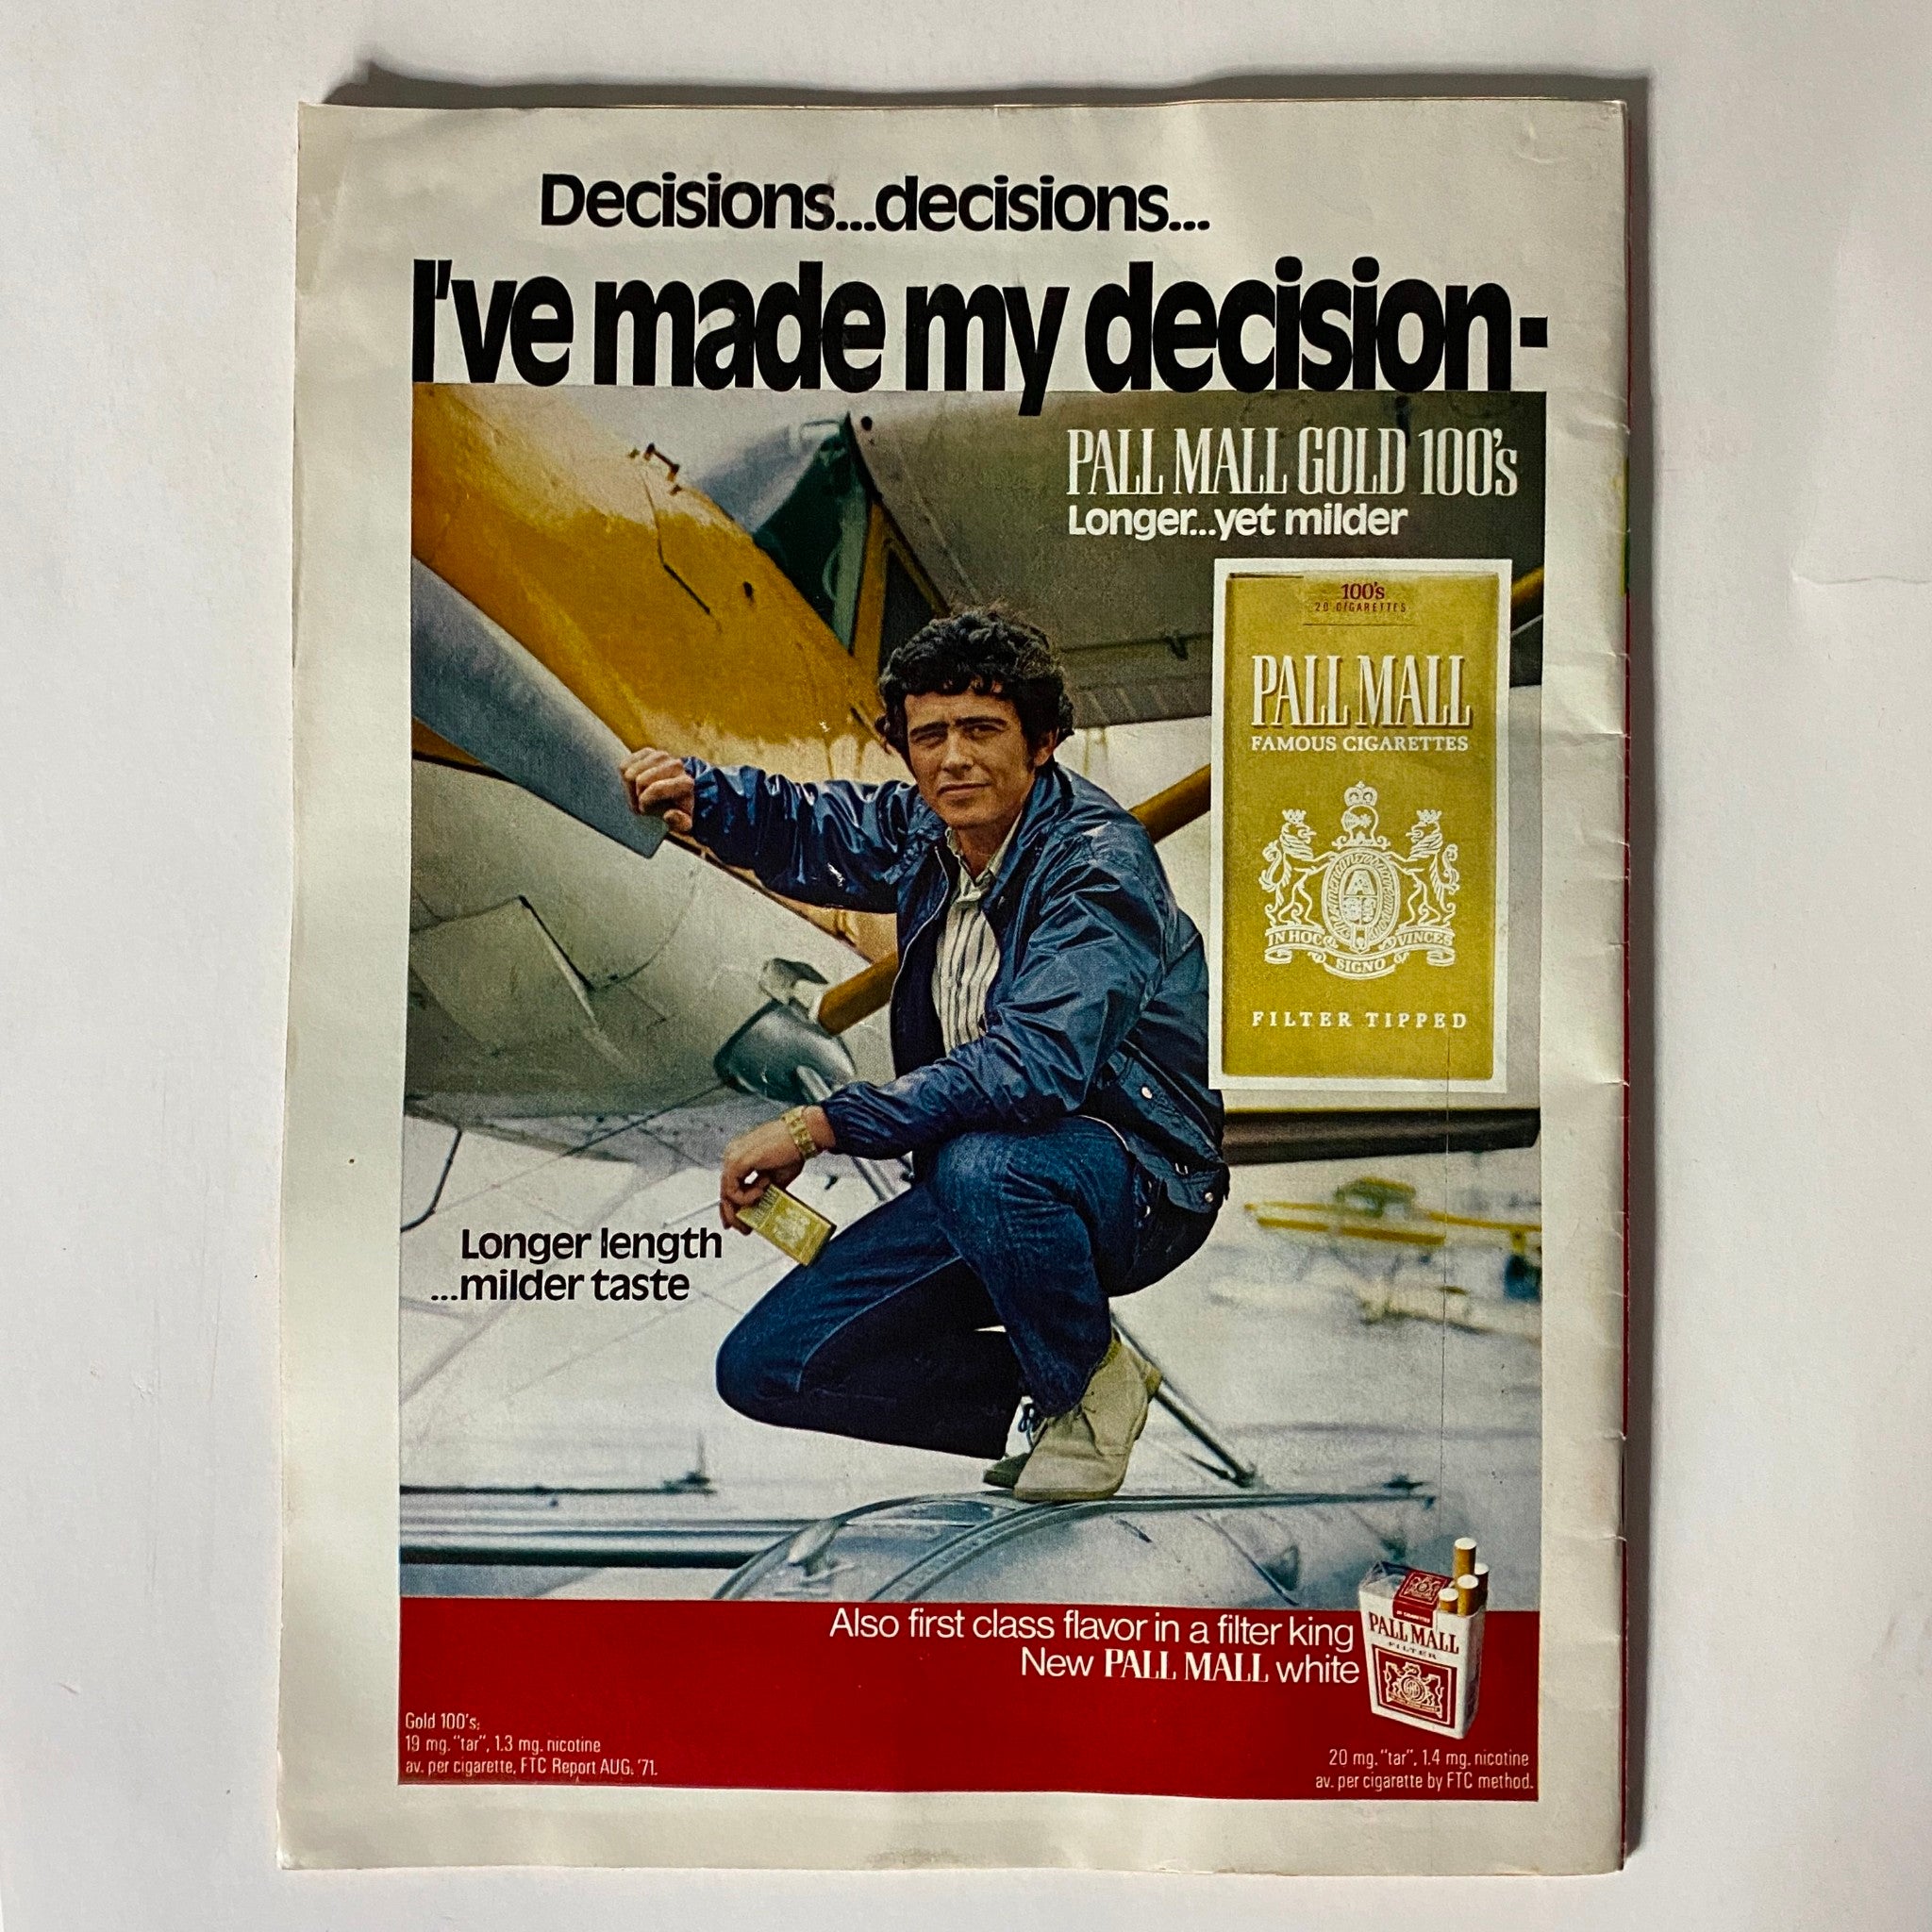 Decisions...decisions...
I've made my decision-
PALL MALL GOLD 100's
Longer...yet milder
100's
20 CIGARETTES
PALL MALL
FAMOUS CIGARETTES
IN HOC VINCES
SIGNO
FILTER TIPPED
Longer length
...milder taste
Also first class flavor in a filter king
New PALL MALL white
PALL MALL
FILTER
Gold 100's:
19 mg. "tar", 1.3 mg. nicotine
av. per cigarette, FTC Report AUG. '71.
20 mg. "tar", 1.4 mg. nicotine
av. per cigarette by FTC method.